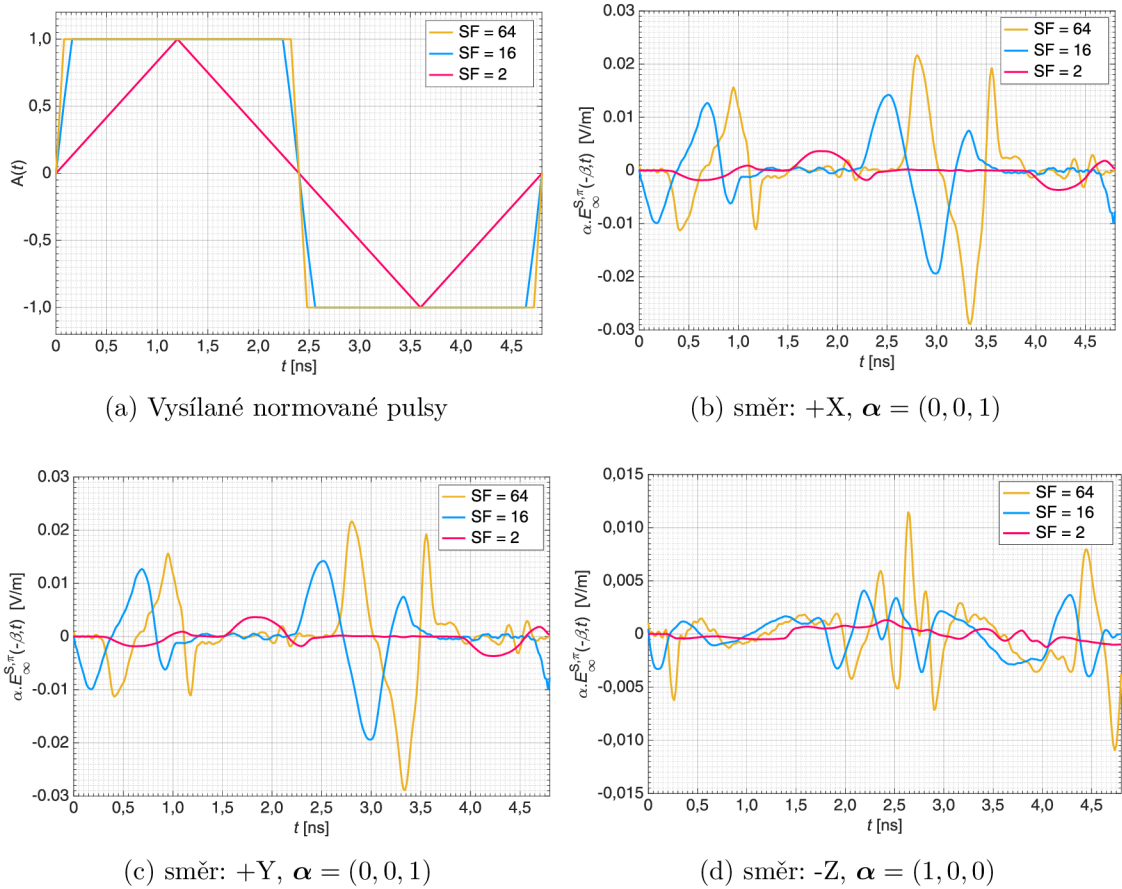 1,0
0,5
0
-0,5
-1,0
A(t)
SF = 64
SF = 16
SF = 2
0 0,5 1,0 1,5 2,0 2,5 3,0 3,5 4,0 4,5
t [ns]
(a) Vysílané normované pulsy
0.03
0.02
0.01
0
-0.01
-0.02
-0.03
α.E∞^S,π(-β,t) [V/m]
SF = 64
SF = 16
SF = 2
0 0,5 1,0 1,5 2,0 2,5 3,0 3,5 4,0 4,5
t [ns]
(b) směr: +X, α = (0, 0, 1)
0.03
0.02
0.01
0
-0.01
-0.02
-0.03
α.E∞^S,π(-β,t) [V/m]
SF = 64
SF = 16
SF = 2
0 0,5 1,0 1,5 2,0 2,5 3,0 3,5 4,0 4,5
t [ns]
(c) směr: +Y, α = (0, 0, 1)
0,015
0,010
0,005
0,000
-0,005
-0,010
-0,015
α.E∞^S,π(-β,t) [V/m]
SF = 64
SF = 16
SF = 2
0 0,5 1,0 1,5 2,0 2,5 3,0 3,5 4,0 4,5
t [ns]
(d) směr: -Z, α = (1, 0, 0)